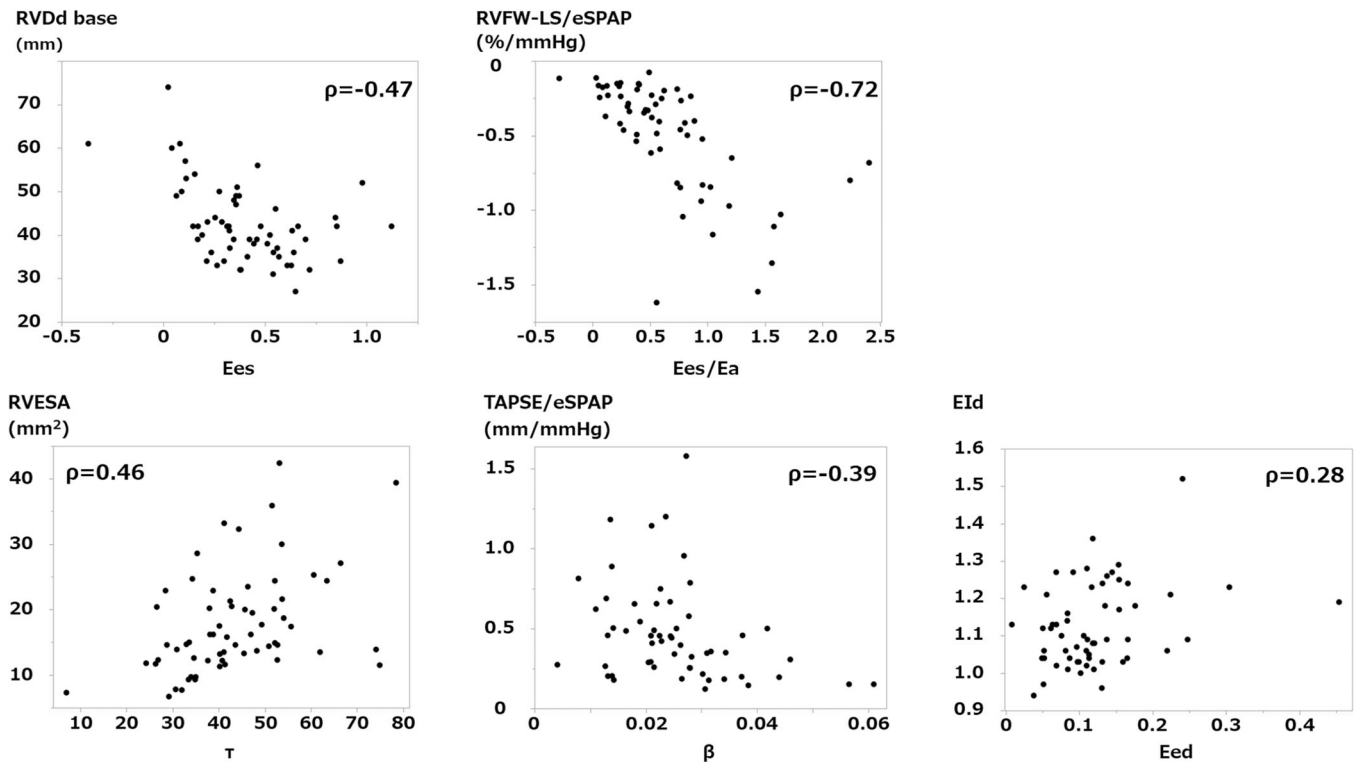 RVDd base
(mm)
ρ=-0.47
70
60
50
40
30
20
-0.5
0
0.5
1.0
Ees
RVFW-LS/eSPAP
(%/mmHg)
ρ=-0.72
0
-0.5
-1.0
-1.5
-0.5
0
0.5
1.0
1.5
2.0
2.5
Ees/Ea
RVESA
(mm²)
ρ=0.46
40
30
20
10
10
20
30
40
50
60
70
80
τ
TAPSE/eSPAP
(mm/mmHg)
ρ=-0.39
1.5
1.0
0.5
0
0
0.02
0.04
0.06
β
EId
ρ=0.28
1.6
1.5
1.4
1.3
1.2
1.1
1.0
0.9
0
0.1
0.2
0.3
0.4
Eed